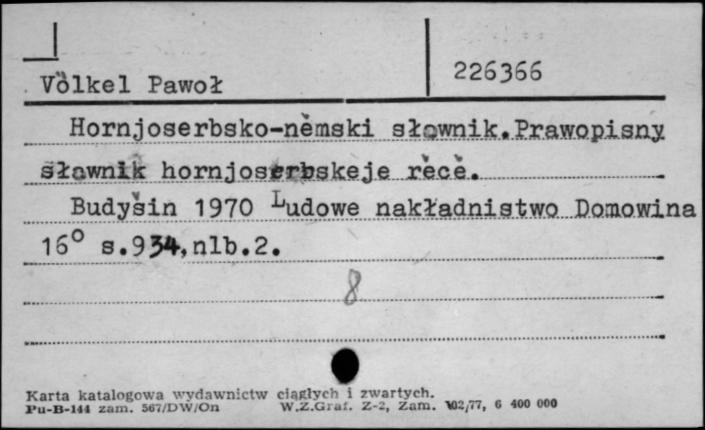 Völkel Pawoł
226366
Hornjoserbsko-němski słownik.Prawopisny
słownik hornjoserbskeje rěče.
Budyšin 1970 Ludowe nakładnistwo Domowina
16° s.934,nlb.2.
8
Karta katalogowa wydawnictw ciągłych i zwartych.
Pu-B-144 zam. 567/DW/On W.Z.Graf. Z-2, Zam. 102/77, 6 400 000